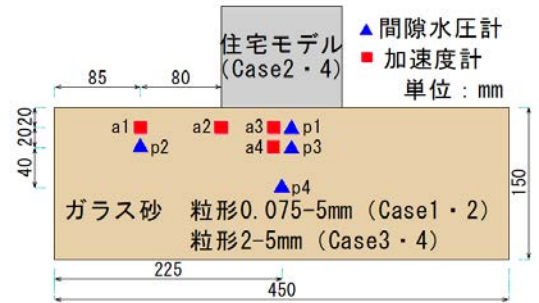 住宅モデル
(Case2・4)
▲間隙水圧計
■加速度計
単位：mm
85
80
20
20
40
a1
a2
a3
p1
p2
a4
p3
p4
150
ガラス砂　粒形0.075-5mm（Case1・2）
粒形2-5mm（Case3・4）
225
450